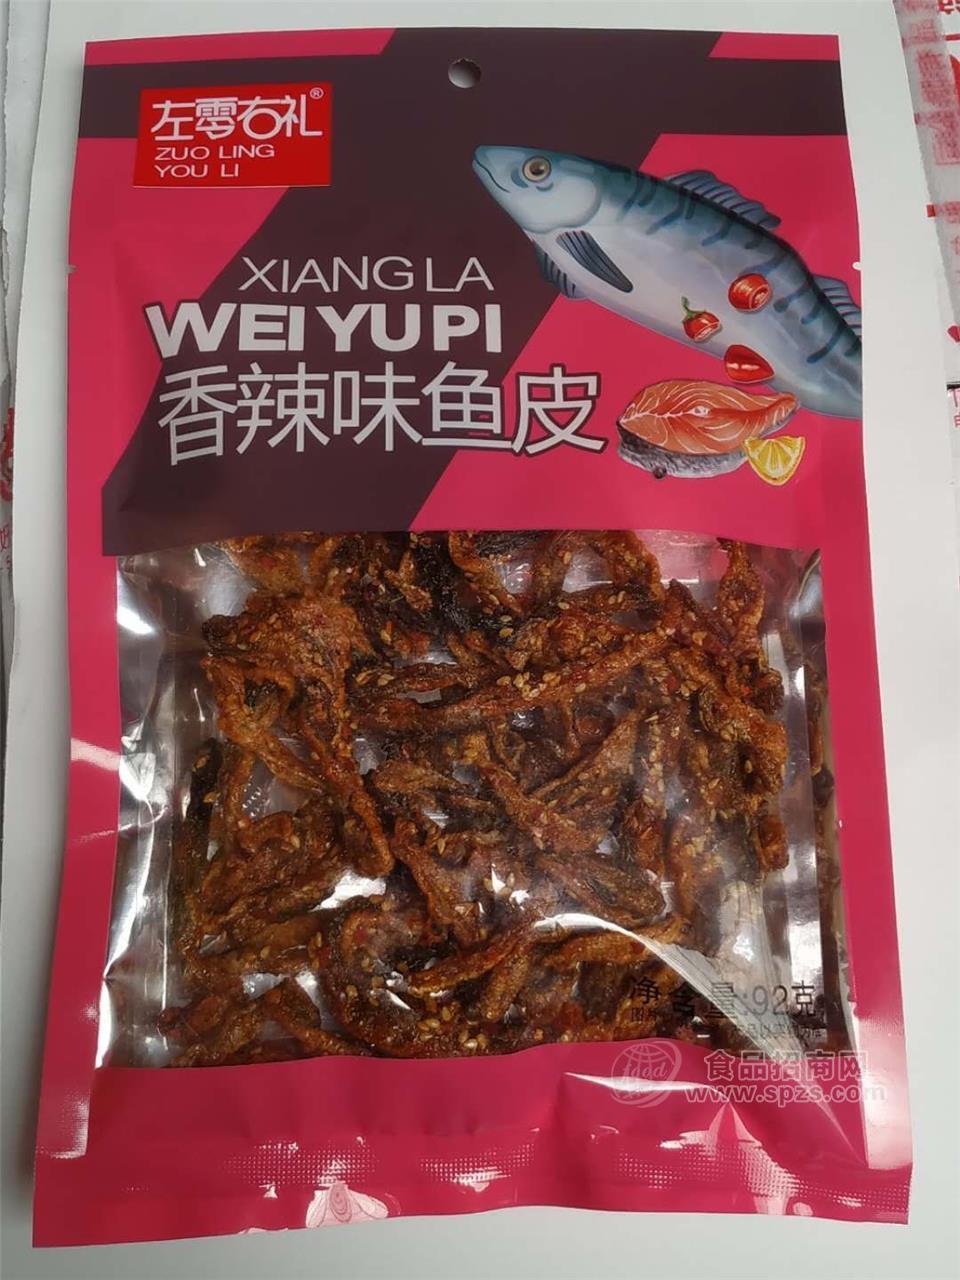 左零右礼®
ZUO LING
YOU LI
XIANG LA
WEI YU PI
香辣味鱼皮
净含量:92克
食品招商网
www.spzs.com
food